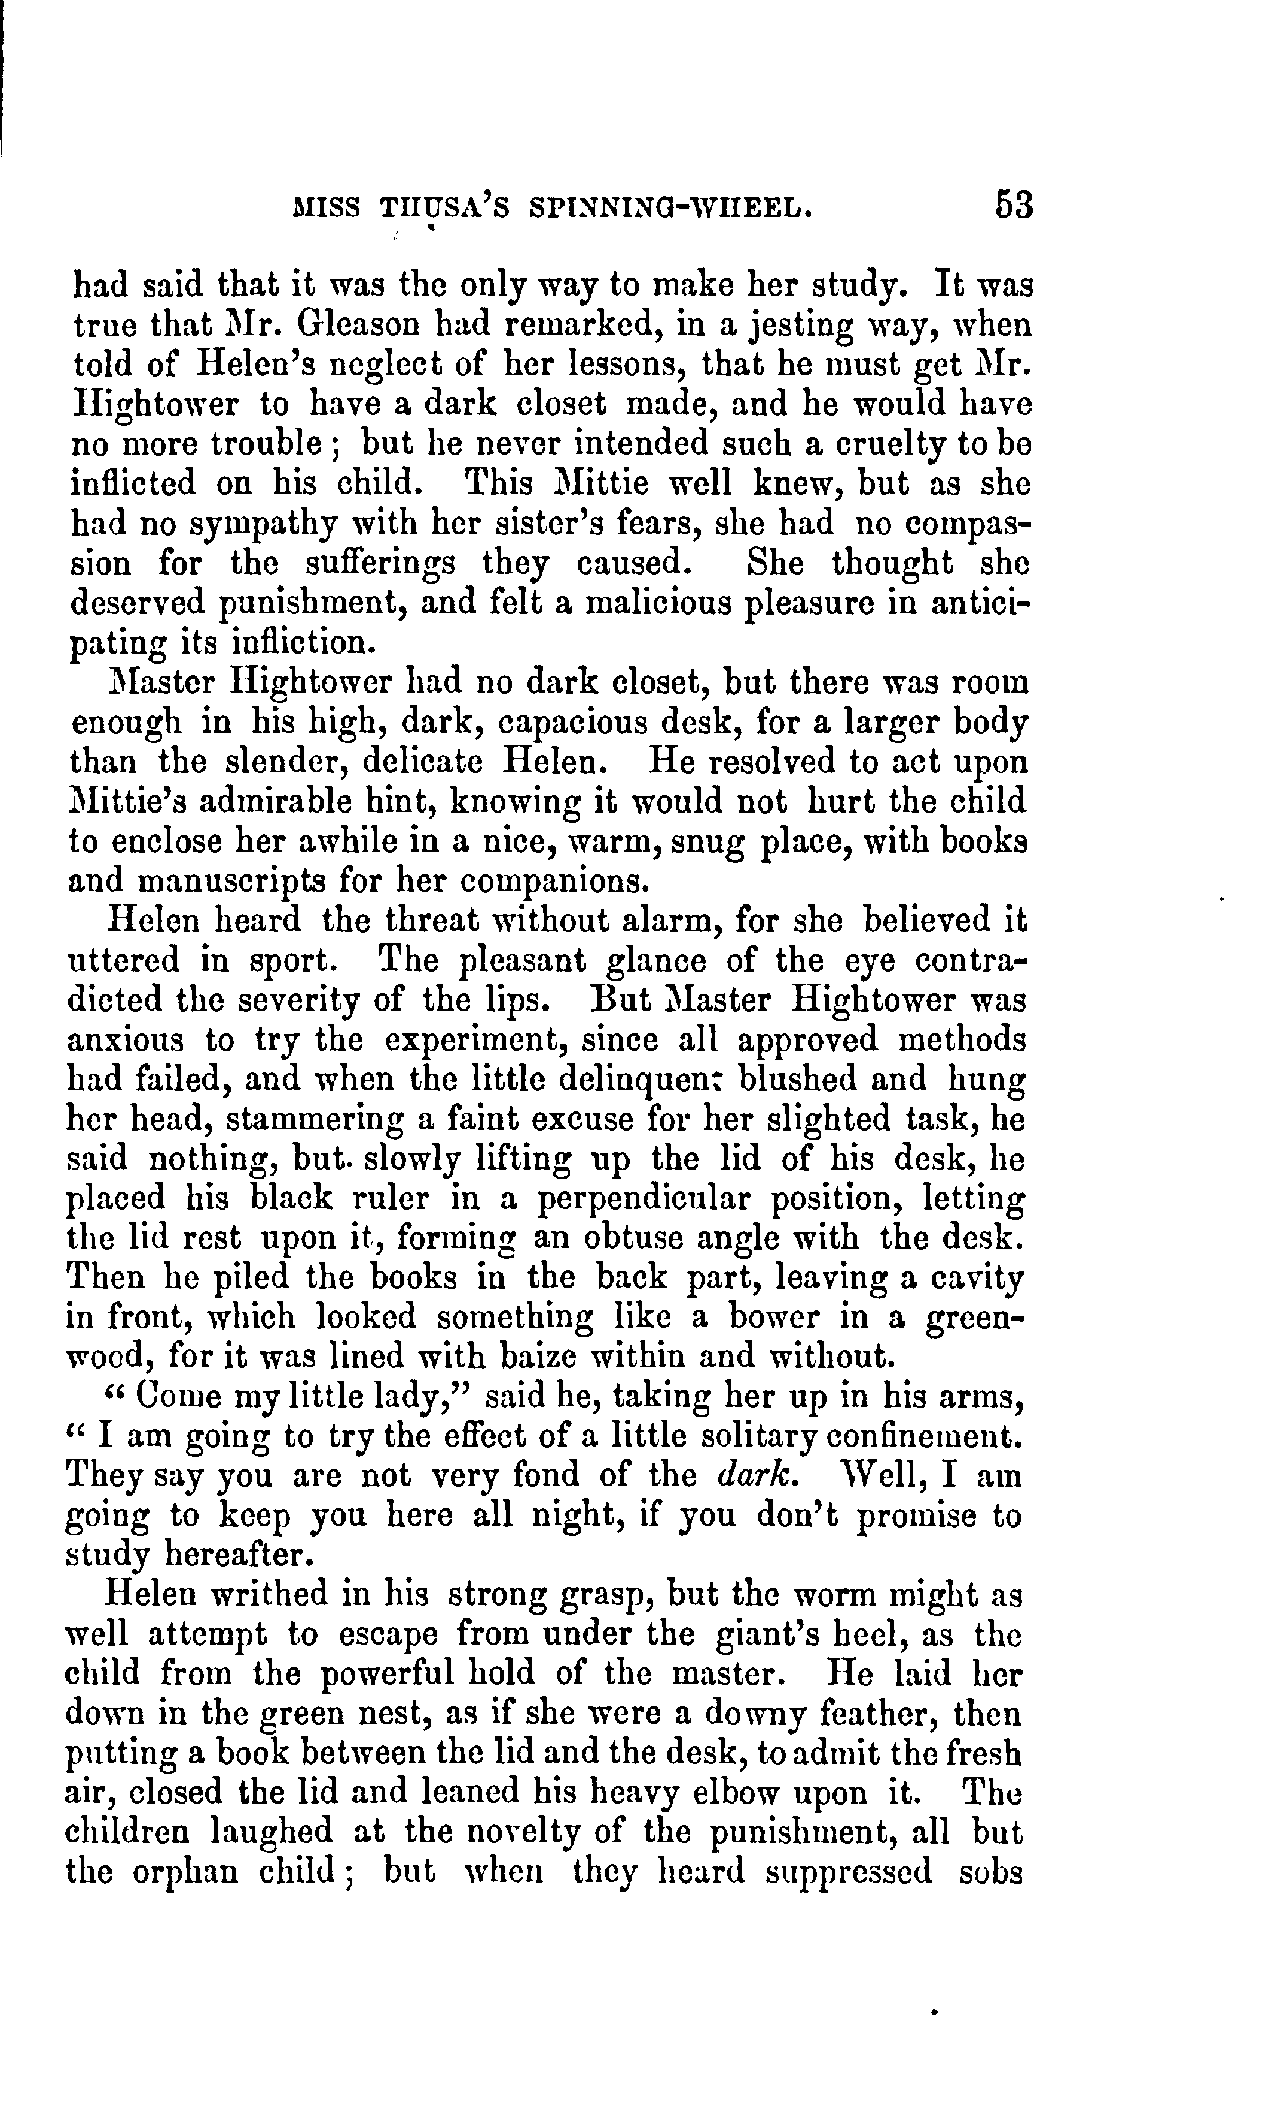 MISS THUSA'S SPINNING-WHEEL. 53
had said that it was the only way to make her study. It was
true that Mr. Gleason had remarked, in a jesting way, when
told of Helen's neglect of her lessons, that he must get Mr.
Hightower to have a dark closet made, and he would have
no more trouble; but he never intended such a cruelty to be
inflicted on his child. This Mittie well knew, but as she
had no sympathy with her sister's fears, she had no compas-
sion for the sufferings they caused. She thought she
deserved punishment, and felt a malicious pleasure in antici-
pating its infliction.
Master Hightower had no dark closet, but there was room
enough in his high, dark, capacious desk, for a larger body
than the slender, delicate Helen. He resolved to act upon
Mittie's admirable hint, knowing it would not hurt the child
to enclose her awhile in a nice, warm, snug place, with books
and manuscripts for her companions.
Helen heard the threat without alarm, for she believed it
uttered in sport. The pleasant glance of the eye contra-
dicted the severity of the lips. But Master Hightower was
anxious to try the experiment, since all approved methods
had failed, and when the little delinquent blushed and hung
her head, stammering a faint excuse for her slighted task, he
said nothing, but. slowly lifting up the lid of his desk, he
placed his black ruler in a perpendicular position, letting
the lid rest upon it, forming an obtuse angle with the desk.
Then he piled the books in the back part, leaving a cavity
in front, which looked something like a bower in a green-
wood, for it was lined with baize within and without.
"Come my little lady," said he, taking her up in his arms,
"I am going to try the effect of a little solitary confinement.
They say you are not very fond of the dark. Well, I am
going to keep you here all night, if you don't promise to
study hereafter.
Helen writhed in his strong grasp, but the worm might as
well attempt to escape from under the giant's heel, as the
child from the powerful hold of the master. He laid her
down in the green nest, as if she were a downy feather, then
putting a book between the lid and the desk, to admit the fresh
air, closed the lid and leaned his heavy elbow upon it. The
children laughed at the novelty of the punishment, all but
the orphan child; but when they heard suppressed sobs